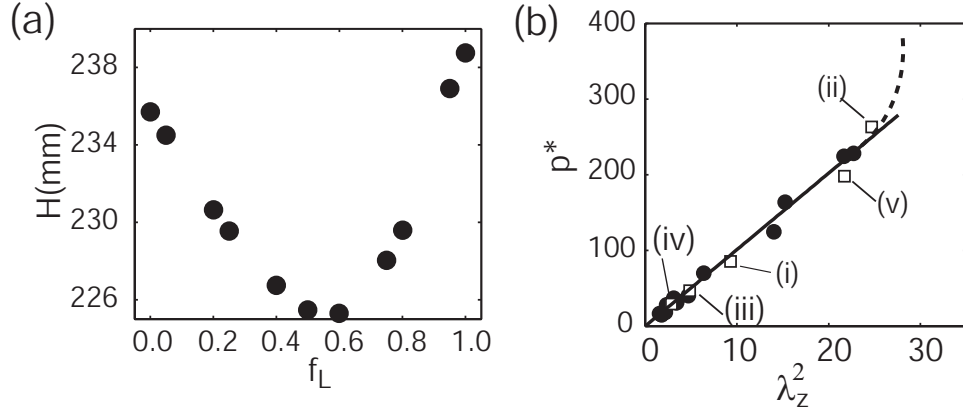 (a)
H(mm)
238
234
230
226
0.0 0.2 0.4 0.6 0.8 1.0
f_L
(b)
p*
400
300
200
100
0
(ii)
(v)
(iv)
(i)
(iii)
0 10 20 30
λ_z^2